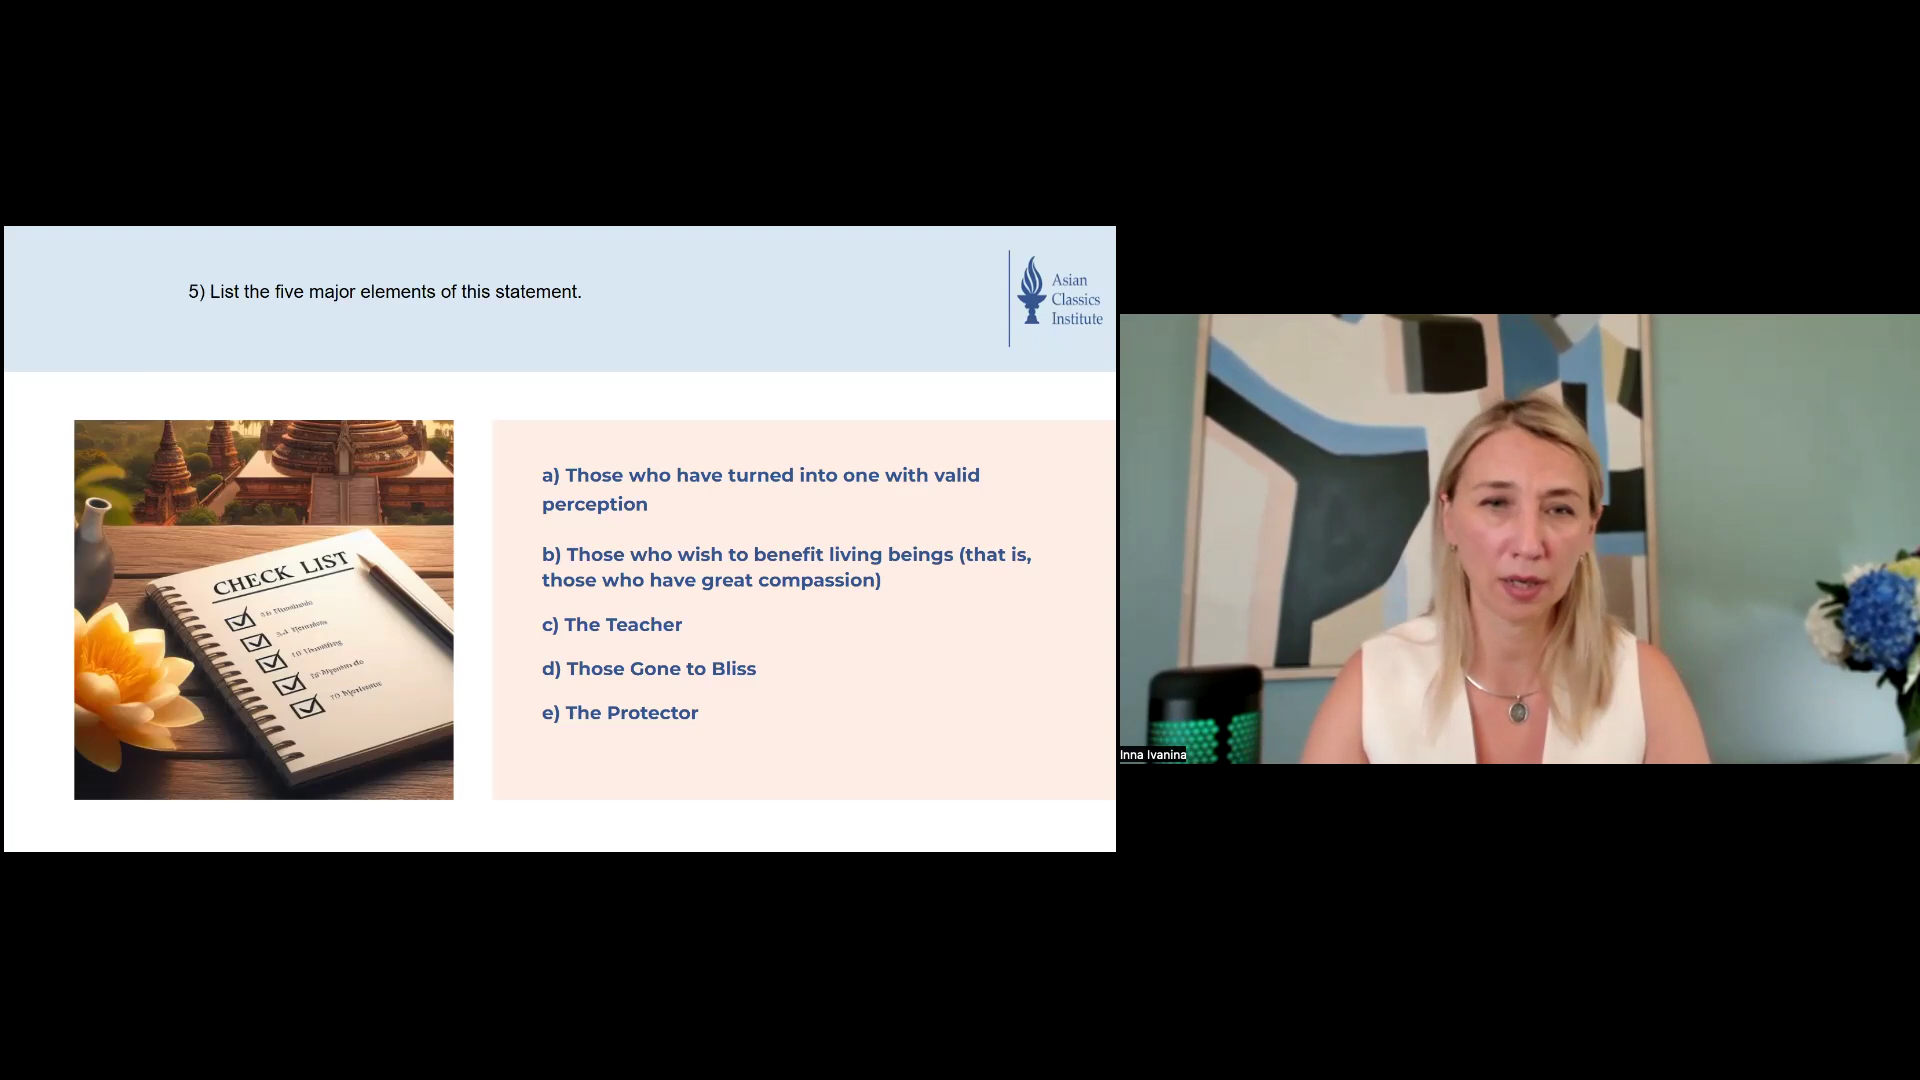 5) List the five major elements of this statement.
Asian
Classics
Institute
CHECK LIST
a) Those who have turned into one with valid
perception
b) Those who wish to benefit living beings (that is,
those who have great compassion)
c) The Teacher
d) Those Gone to Bliss
e) The Protector
Inna Ivanina